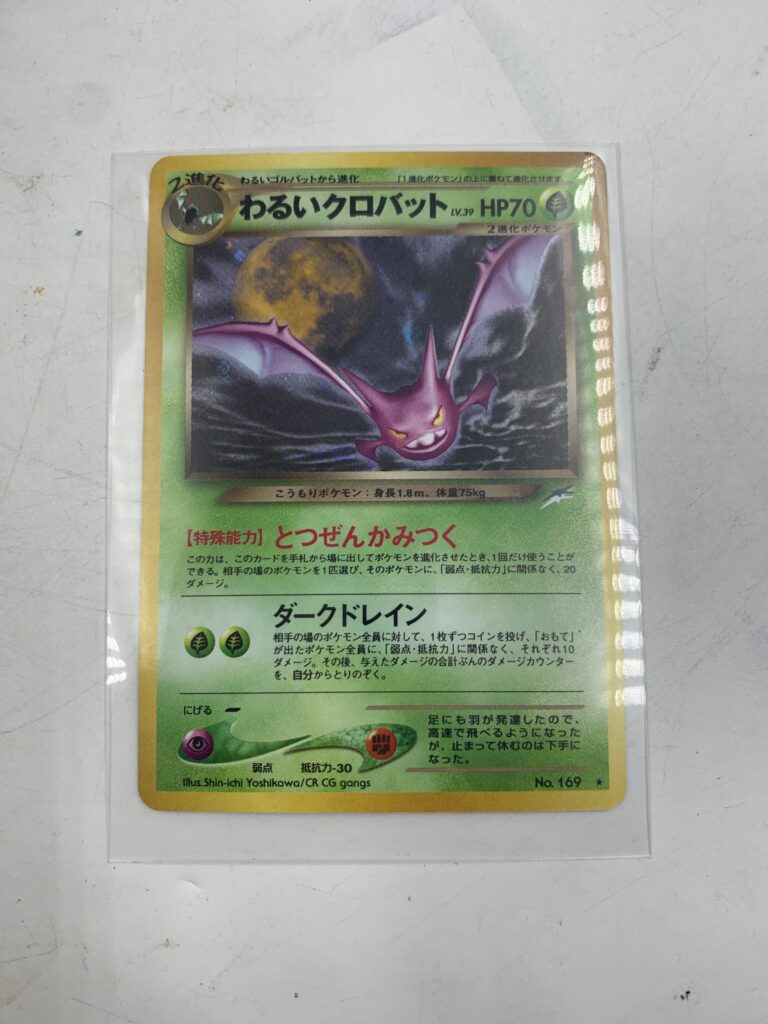 2進化
わるいゴルバットから進化
「1進化ポケモン」の上に重ねて進化させます。
わるいクロバット LV.39 HP70
2進化ポケモン
こうもりポケモン：身長1.8m、体重75kg
【特殊能力】とつぜんかみつく
この力は、このカードを手札から場に出してポケモンを進化させたとき、1回だけ使うことが
できる。相手の場のポケモンを1匹選び、そのポケモンに、「弱点・抵抗力」に関係なく、20
ダメージ。
ダークドレイン
相手の場のポケモン全員に対して、1枚ずつコインを投げ、「おもて」
が出たポケモン全員に、「弱点・抵抗力」に関係なく、それぞれ10
ダメージ。その後、与えたダメージの合計ぶんのダメージカウンター
を、自分からとりのぞく。
にげる
弱点 抵抗力-30
足にも羽が発達したので、
高速で飛べるようになった
が、止まって休むのは下手に
なった。
Illus.Shin-ichi Yoshikawa/CR CG gangs
No. 169 ★